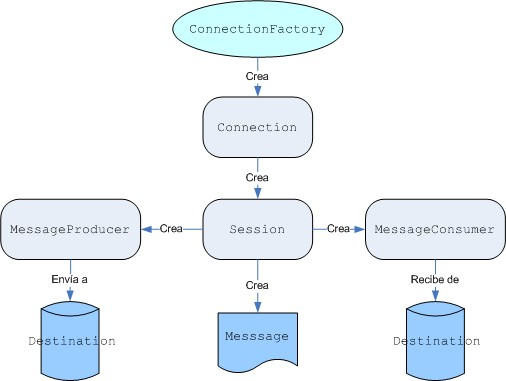 ConnectionFactory
Crea
Connection
Crea
MessageProducer
Crea
Session
Crea
MessageConsumer
Envía a
Crea
Recibe de
Destination
Messsage
Destination